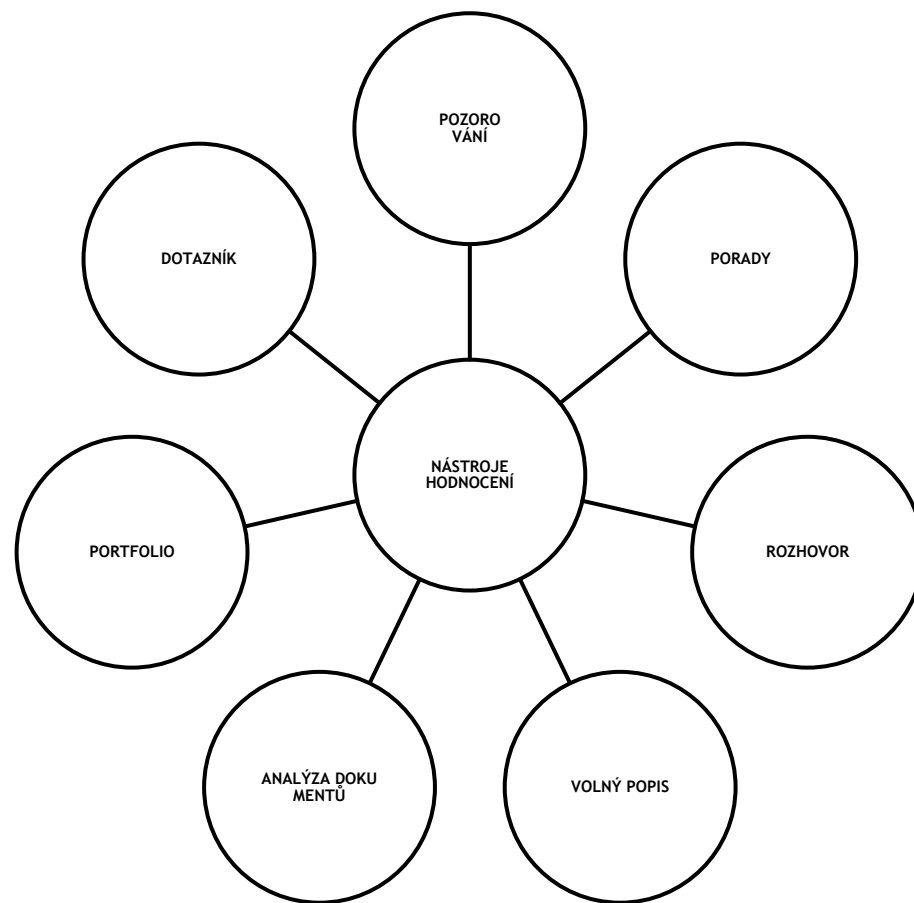 POZORO
VÁNÍ
DOTAZNÍK
PORADY
NÁSTROJE
HODNOCENÍ
PORTFOLIO
ROZHOVOR
ANALÝZA DOKU
MENTŮ
VOLNÝ POPIS